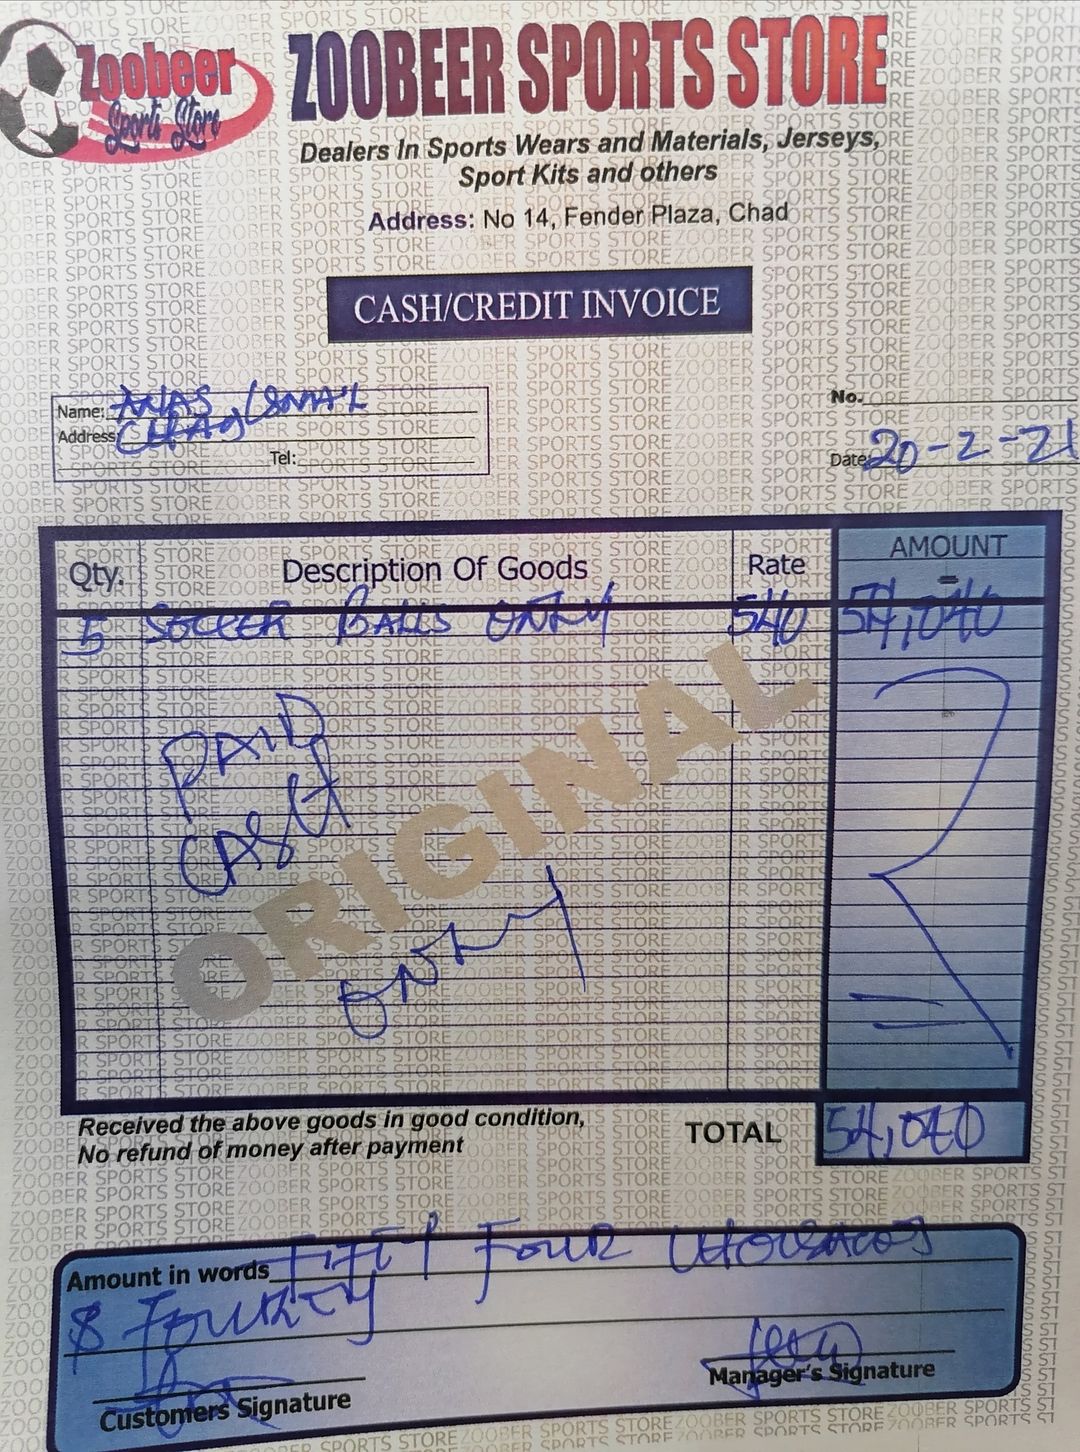 Zoobeer
Sports Store
ZOOBEER SPORTS STORE
Dealers In Sports Wears and Materials, Jerseys,
Sport Kits and others
Address: No 14, Fender Plaza, Chad
CASH/CREDIT INVOICE
Name: ANAS ISMA'L
Address CHAD
Tel:
No.
Date: 20-2-21
Qty. Description Of Goods Rate AMOUNT
=
5 SOCCER BALLS ONLY 540 54,040
PAID
CASH
ONLY
ORIGINAL
Received the above goods in good condition,
No refund of money after payment
TOTAL 54,040
Amount in words FIFTY FOUR THOUSAND
$ FOURTY
Customers Signature
Manager's Signature